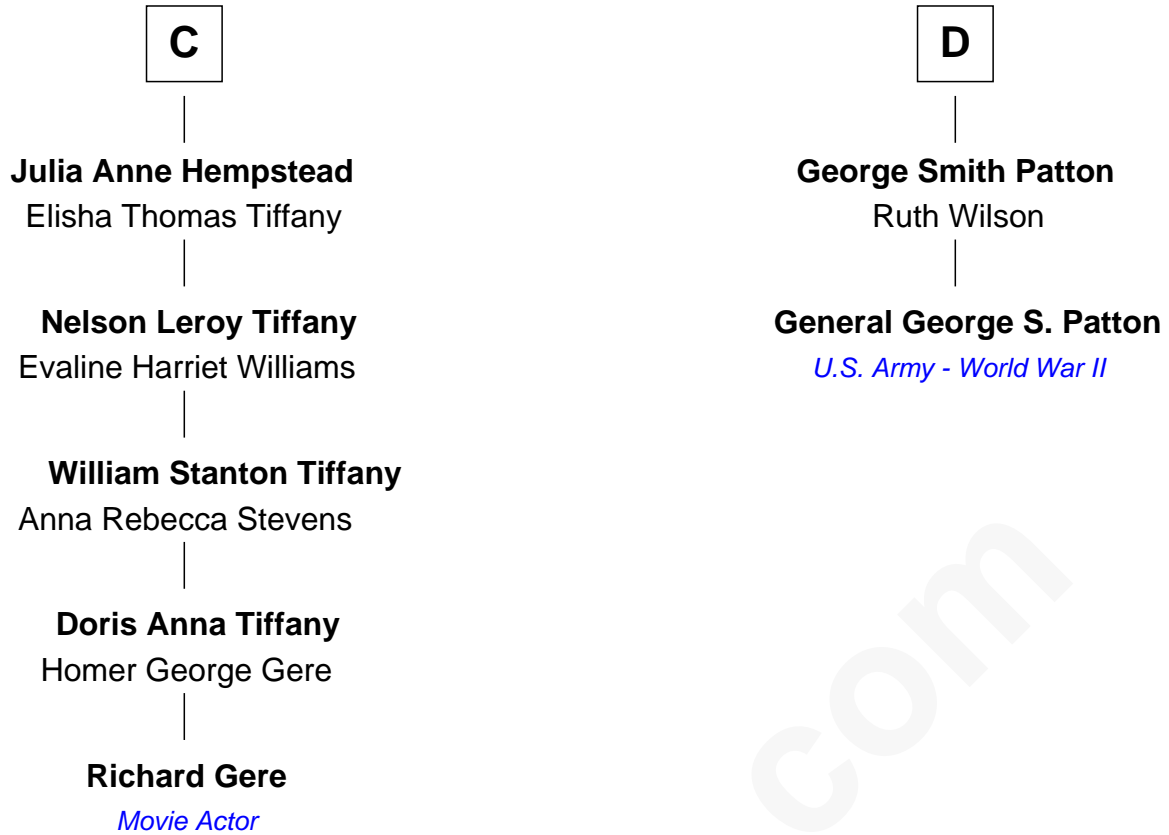 C
Julia Anne Hempstead
Elisha Thomas Tiffany
Nelson Leroy Tiffany
Evaline Harriet Williams
William Stanton Tiffany
Anna Rebecca Stevens
Doris Anna Tiffany
Homer George Gere
Richard Gere
Movie Actor
D
George Smith Patton
Ruth Wilson
General George S. Patton
U.S. Army - World War II
com